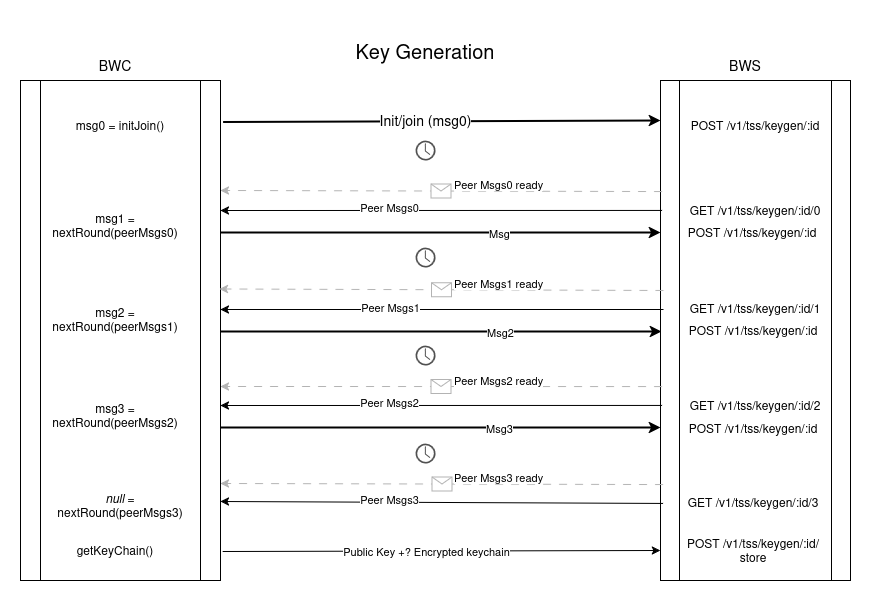 Key Generation
BWC
BWS
msg0 = initJoin()
Init/join (msg0)
POST /v1/tss/keygen/:id
Peer Msgs0 ready
Peer Msgs0
GET /v1/tss/keygen/:id/0
msg1 =
nextRound(peerMsgs0)
Msg
POST /v1/tss/keygen/:id
Peer Msgs1 ready
Peer Msgs1
GET /v1/tss/keygen/:id/1
msg2 =
nextRound(peerMsgs1)
Msg2
POST /v1/tss/keygen/:id
Peer Msgs2 ready
Peer Msgs2
GET /v1/tss/keygen/:id/2
msg3 =
nextRound(peerMsgs2)
Msg3
POST /v1/tss/keygen/:id
Peer Msgs3 ready
Peer Msgs3
GET /v1/tss/keygen/:id/3
null =
nextRound(peerMsgs3)
getKeyChain()
Public Key +? Encrypted keychain
POST /v1/tss/keygen/:id/
store